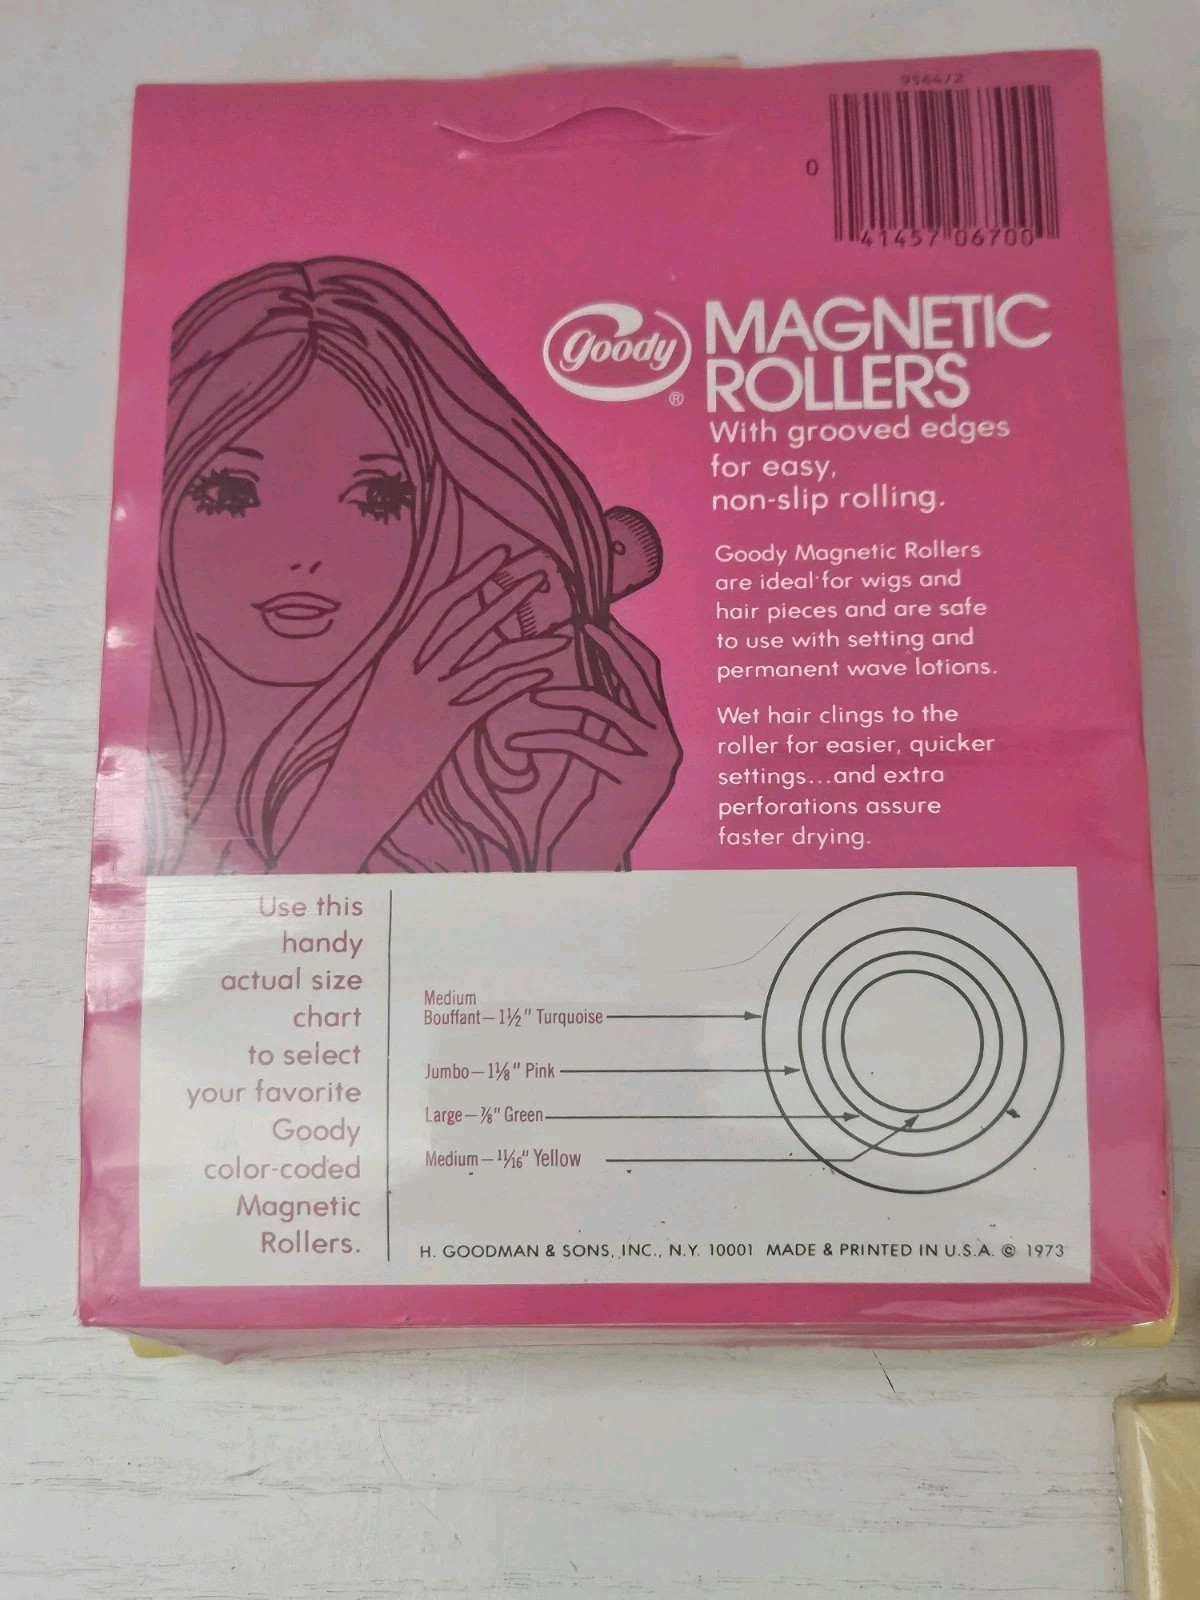 9564/2
0
41457 06700
goody
®
MAGNETIC
ROLLERS
With grooved edges
for easy,
non-slip rolling.
Goody Magnetic Rollers
are ideal for wigs and
hair pieces and are safe
to use with setting and
permanent wave lotions.
Wet hair clings to the
roller for easier, quicker
settings...and extra
perforations assure
faster drying.
Use this
handy
actual size
chart
to select
your favorite
Goody
color-coded
Magnetic
Rollers.
Medium
Bouffant—1½" Turquoise
Jumbo—1⅛" Pink
Large—⅞" Green
Medium—11/16" Yellow
H. GOODMAN & SONS, INC., N.Y. 10001 MADE & PRINTED IN U.S.A. © 1973